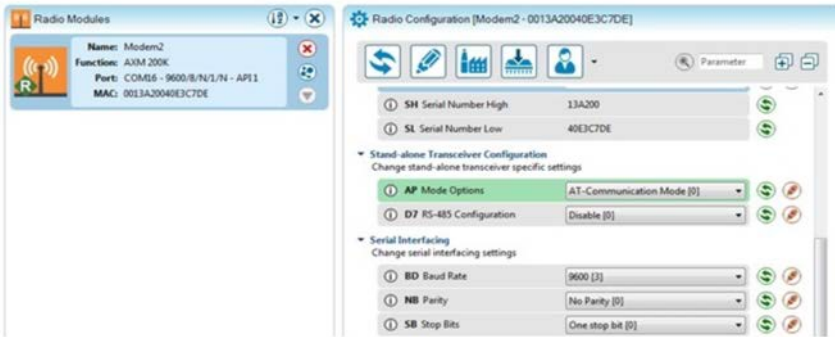 Radio Modules
Name: Modem2
Function: AXM 200K
Port: COM16 - 9600/8/N/1/N - API1
MAC: 0013A20040E3C7DE
R
Radio Configuration [Modem2 - 0013A20040E3C7DE]
Parameter
i SH Serial Number High 13A200
i SL Serial Number Low 40E3C7DE
Stand-alone Transceiver Configuration
Change stand-alone transceiver specific settings
i AP Mode Options AT-Communication Mode [0]
i D7 RS-485 Configuration Disable [0]
Serial Interfacing
Change serial interfacing settings
i BD Baud Rate 9600 [3]
i NB Parity No Parity [0]
i SB Stop Bits One stop bit [0]